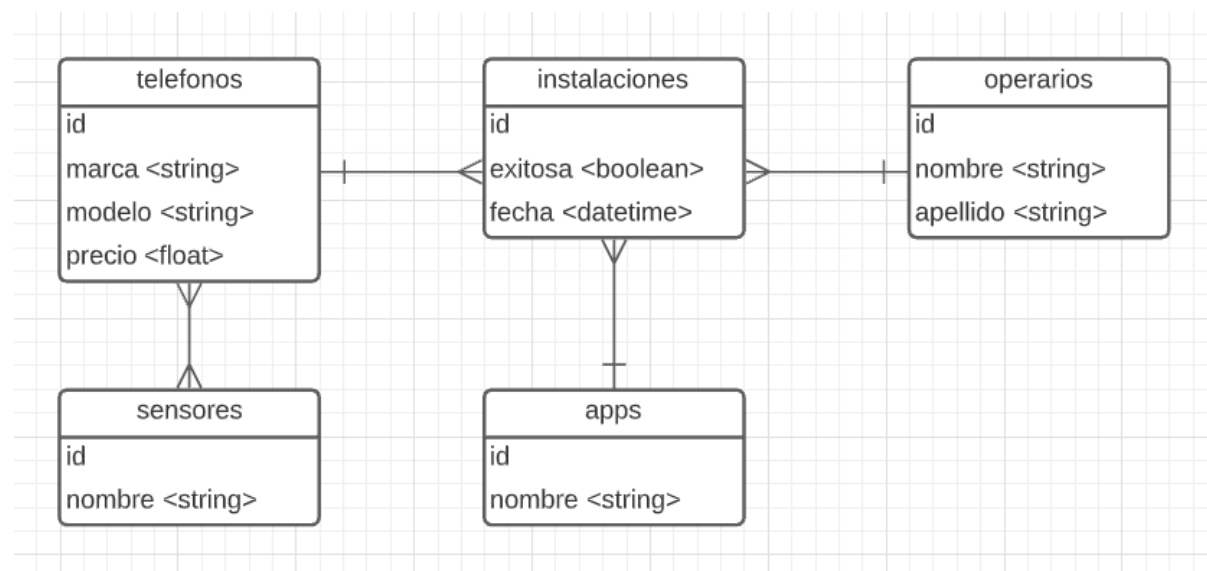 telefonos
id
marca <string>
modelo <string>
precio <float>
instalaciones
id
exitosa <boolean>
fecha <datetime>
operarios
id
nombre <string>
apellido <string>
sensores
id
nombre <string>
apps
id
nombre <string>